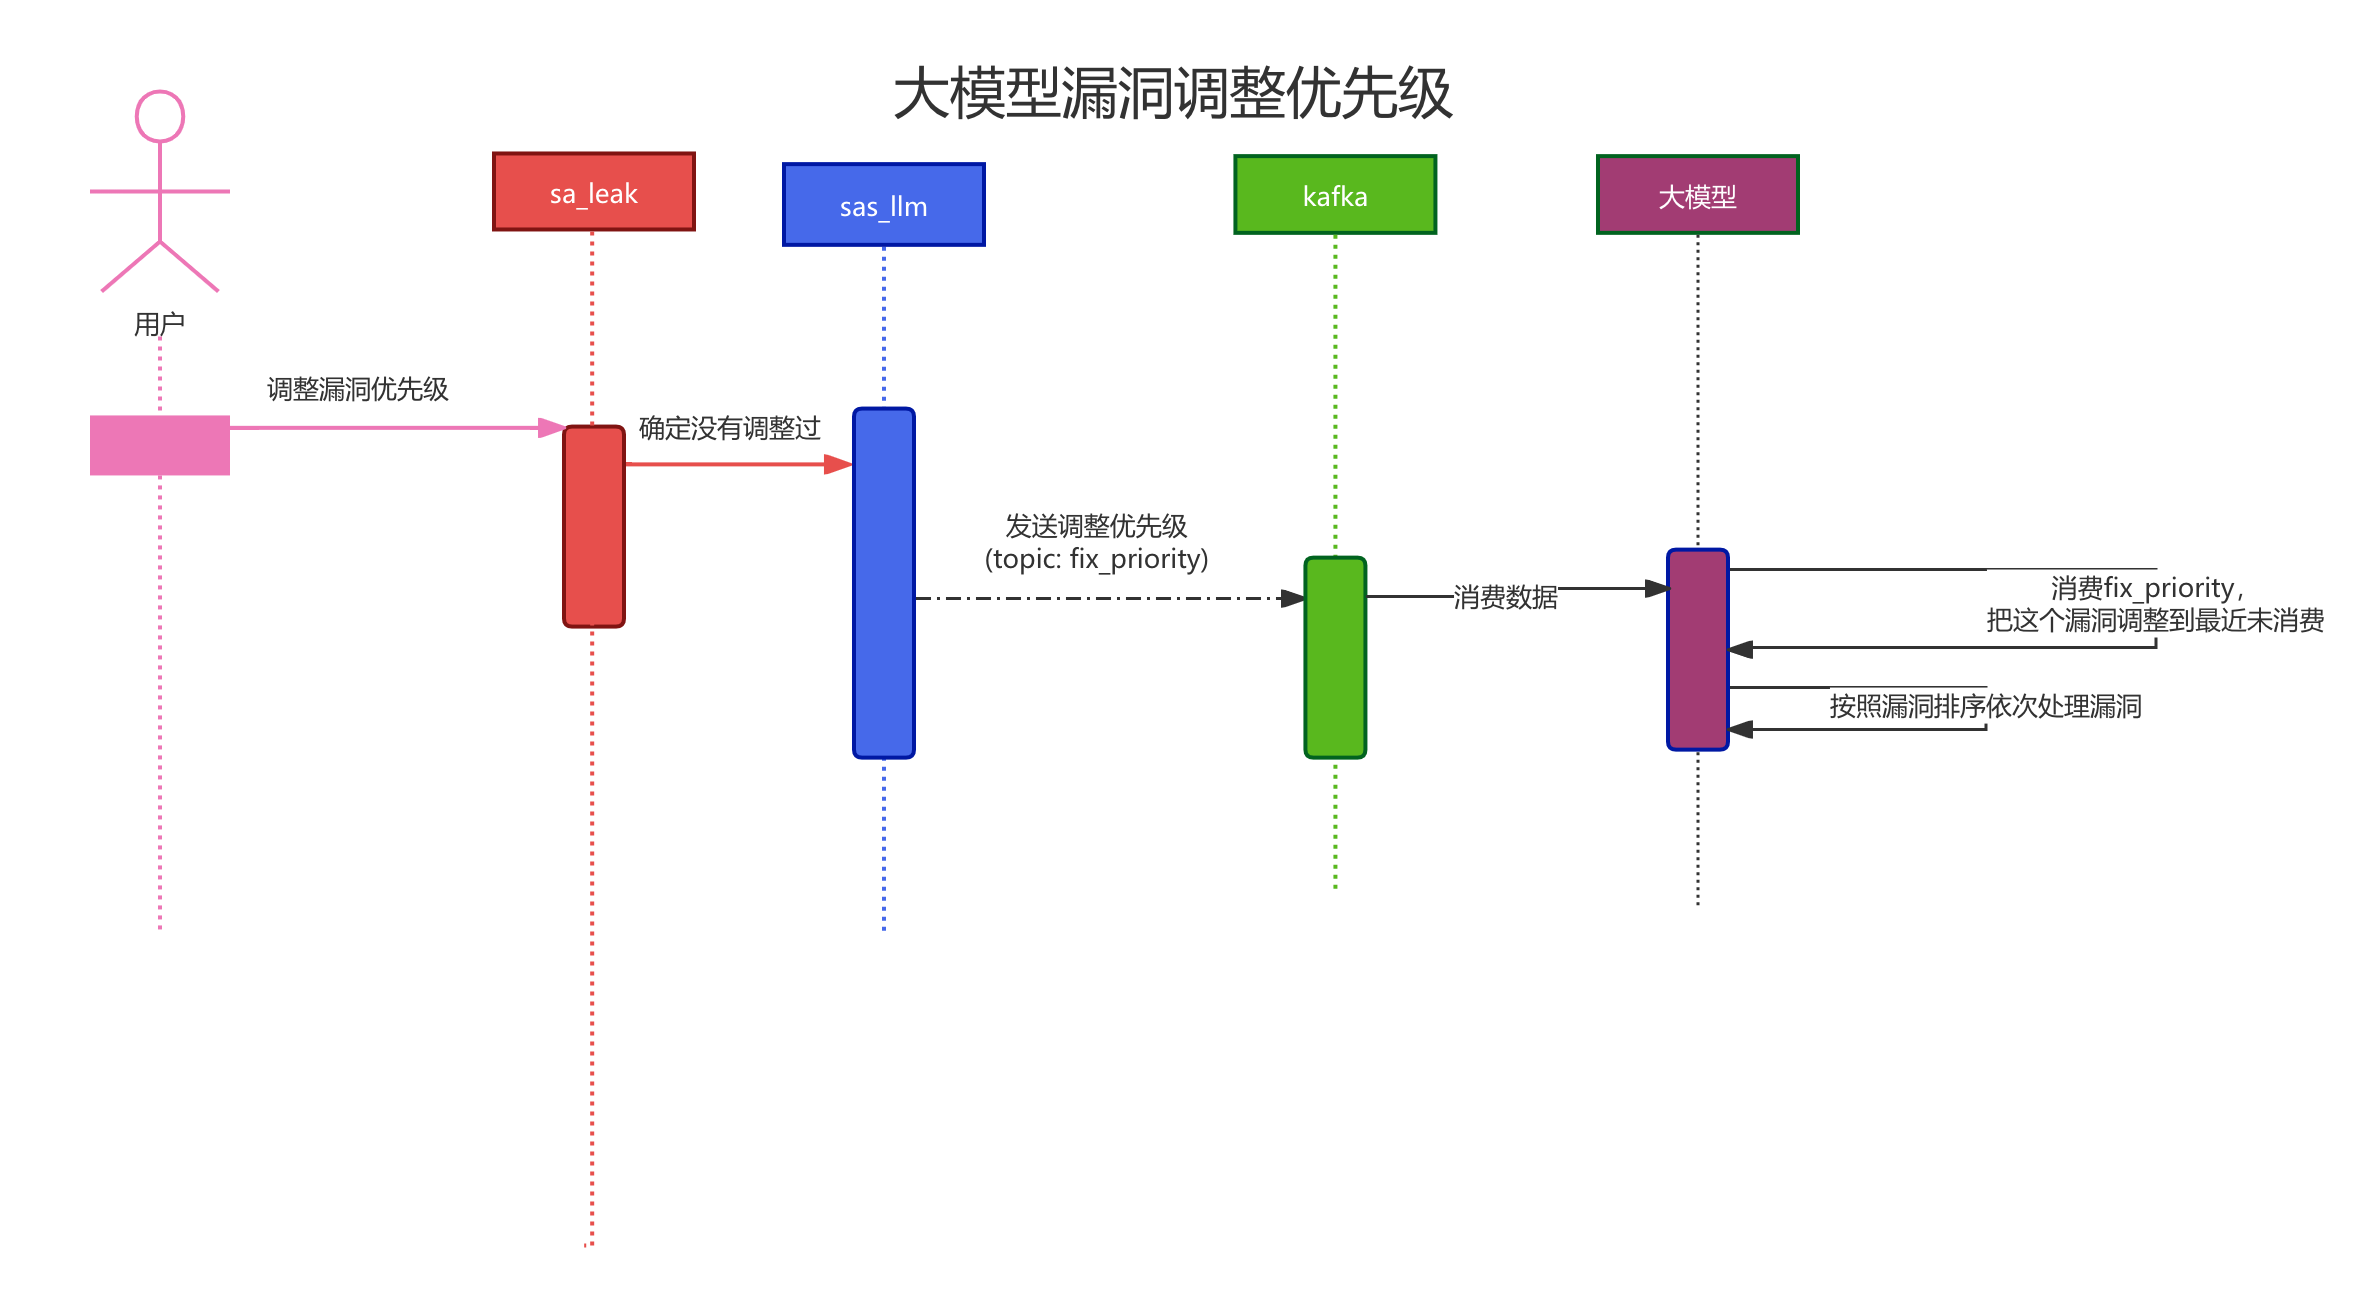 大模型漏洞调整优先级
sa_leak
sas_llm
kafka
大模型
用户
调整漏洞优先级
确定没有调整过
发送调整优先级
(topic: fix_priority)
消费数据
消费fix_priority，
把这个漏洞调整到最近未消费
按照漏洞排序依次处理漏洞